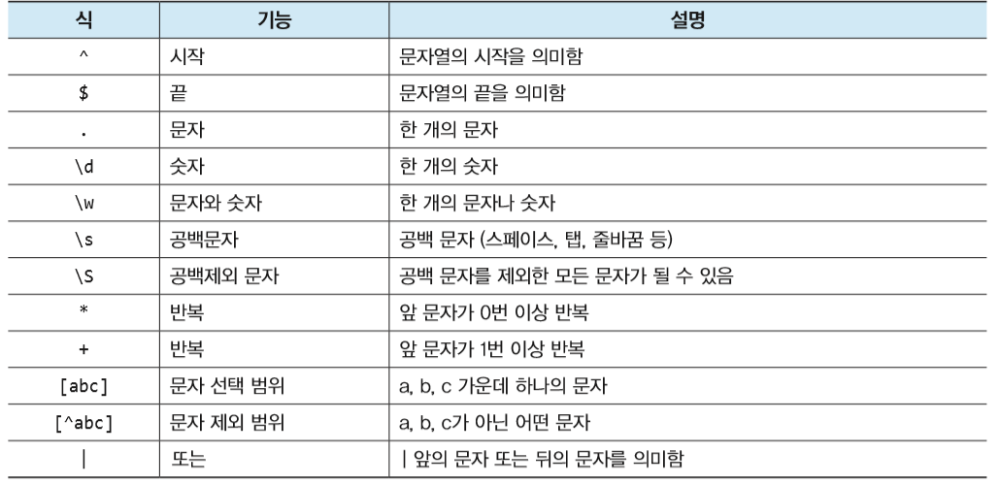 식 기능 설명
^ 시작 문자열의 시작을 의미함
$ 끝 문자열의 끝을 의미함
. 문자 한 개의 문자
\d 숫자 한 개의 숫자
\w 문자와 숫자 한 개의 문자나 숫자
\s 공백문자 공백 문자 (스페이스, 탭, 줄바꿈 등)
\S 공백제외 문자 공백 문자를 제외한 모든 문자가 될 수 있음
* 반복 앞 문자가 0번 이상 반복
+ 반복 앞 문자가 1번 이상 반복
[abc] 문자 선택 범위 a, b, c 가운데 하나의 문자
[^abc] 문자 제외 범위 a, b, c가 아닌 어떤 문자
| 또는 | 앞의 문자 또는 뒤의 문자를 의미함